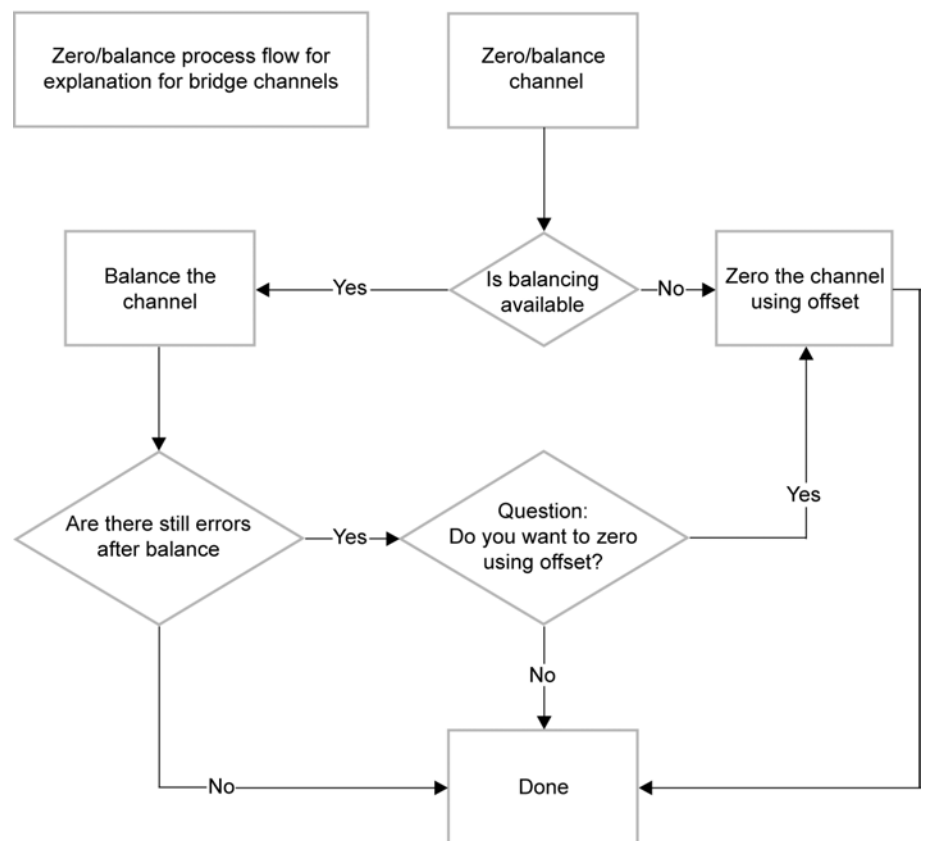 Zero/balance process flow for
explanation for bridge channels
Zero/balance
channel
Is balancing
available
Yes
No
Balance the
channel
Zero the channel
using offset
Are there still errors
after balance
Yes
Question:
Do you want to zero
using offset?
Yes
No
No
Done